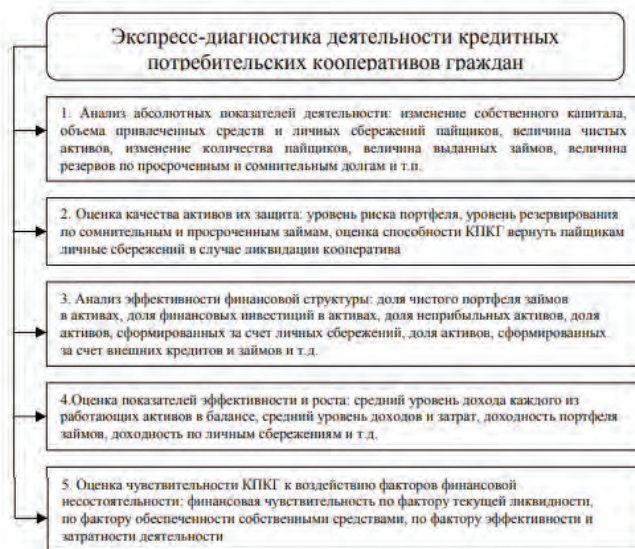 Экспресс-диагностика деятельности кредитных
потребительских кооперативов граждан
1. Анализ абсолютных показателей деятельности: изменение собственного капитала,
объема привлеченных средств и личных сбережений пайщиков, величина чистых
активов, изменение количества пайщиков, величина выданных займов, величина
резервов по просроченным и сомнительным долгам и т.п.
2. Оценка качества активов их защита: уровень риска портфеля, уровень резервирования
по сомнительным и просроченным займам, оценка способности КПКГ вернуть пайщикам
личные сбережений в случае ликвидации кооператива
3. Анализ эффективности финансовой структуры: доля чистого портфеля займов
в активах, доля финансовых инвестиций в активах, доля неприбыльных активов, доля
активов, сформированных за счет личных сбережений, доля активов, сформированных
за счет внешних кредитов и займов и т.д.
4.Оценка показателей эффективности и роста: средний уровень дохода каждого из
работающих активов в балансе, средний уровень доходов и затрат, доходность портфеля
займов, доходность по личным сбережениям и т.д.
5. Оценка чувствительности КПКГ к воздействию факторов финансовой
несостоятельности: финансовая чувствительность по фактору текущей ликвидности,
по фактору обеспеченности собственными средствами, по фактору эффективности и
затратности деятельности